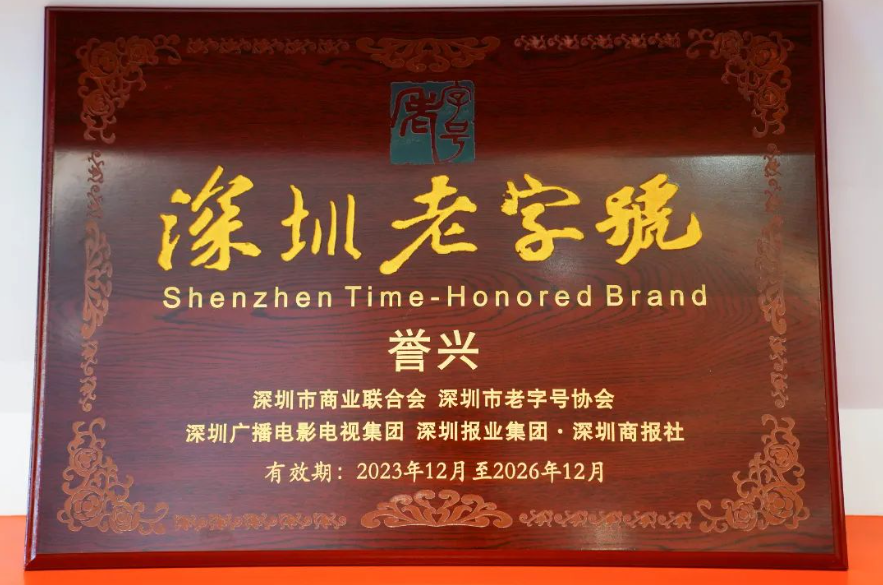 老字号
深圳老字號
Shenzhen Time-Honored Brand
誉兴
深圳市商业联合会 深圳市老字号协会
深圳广播电影电视集团 深圳报业集团·深圳商报社
有效期：2023年12月至2026年12月